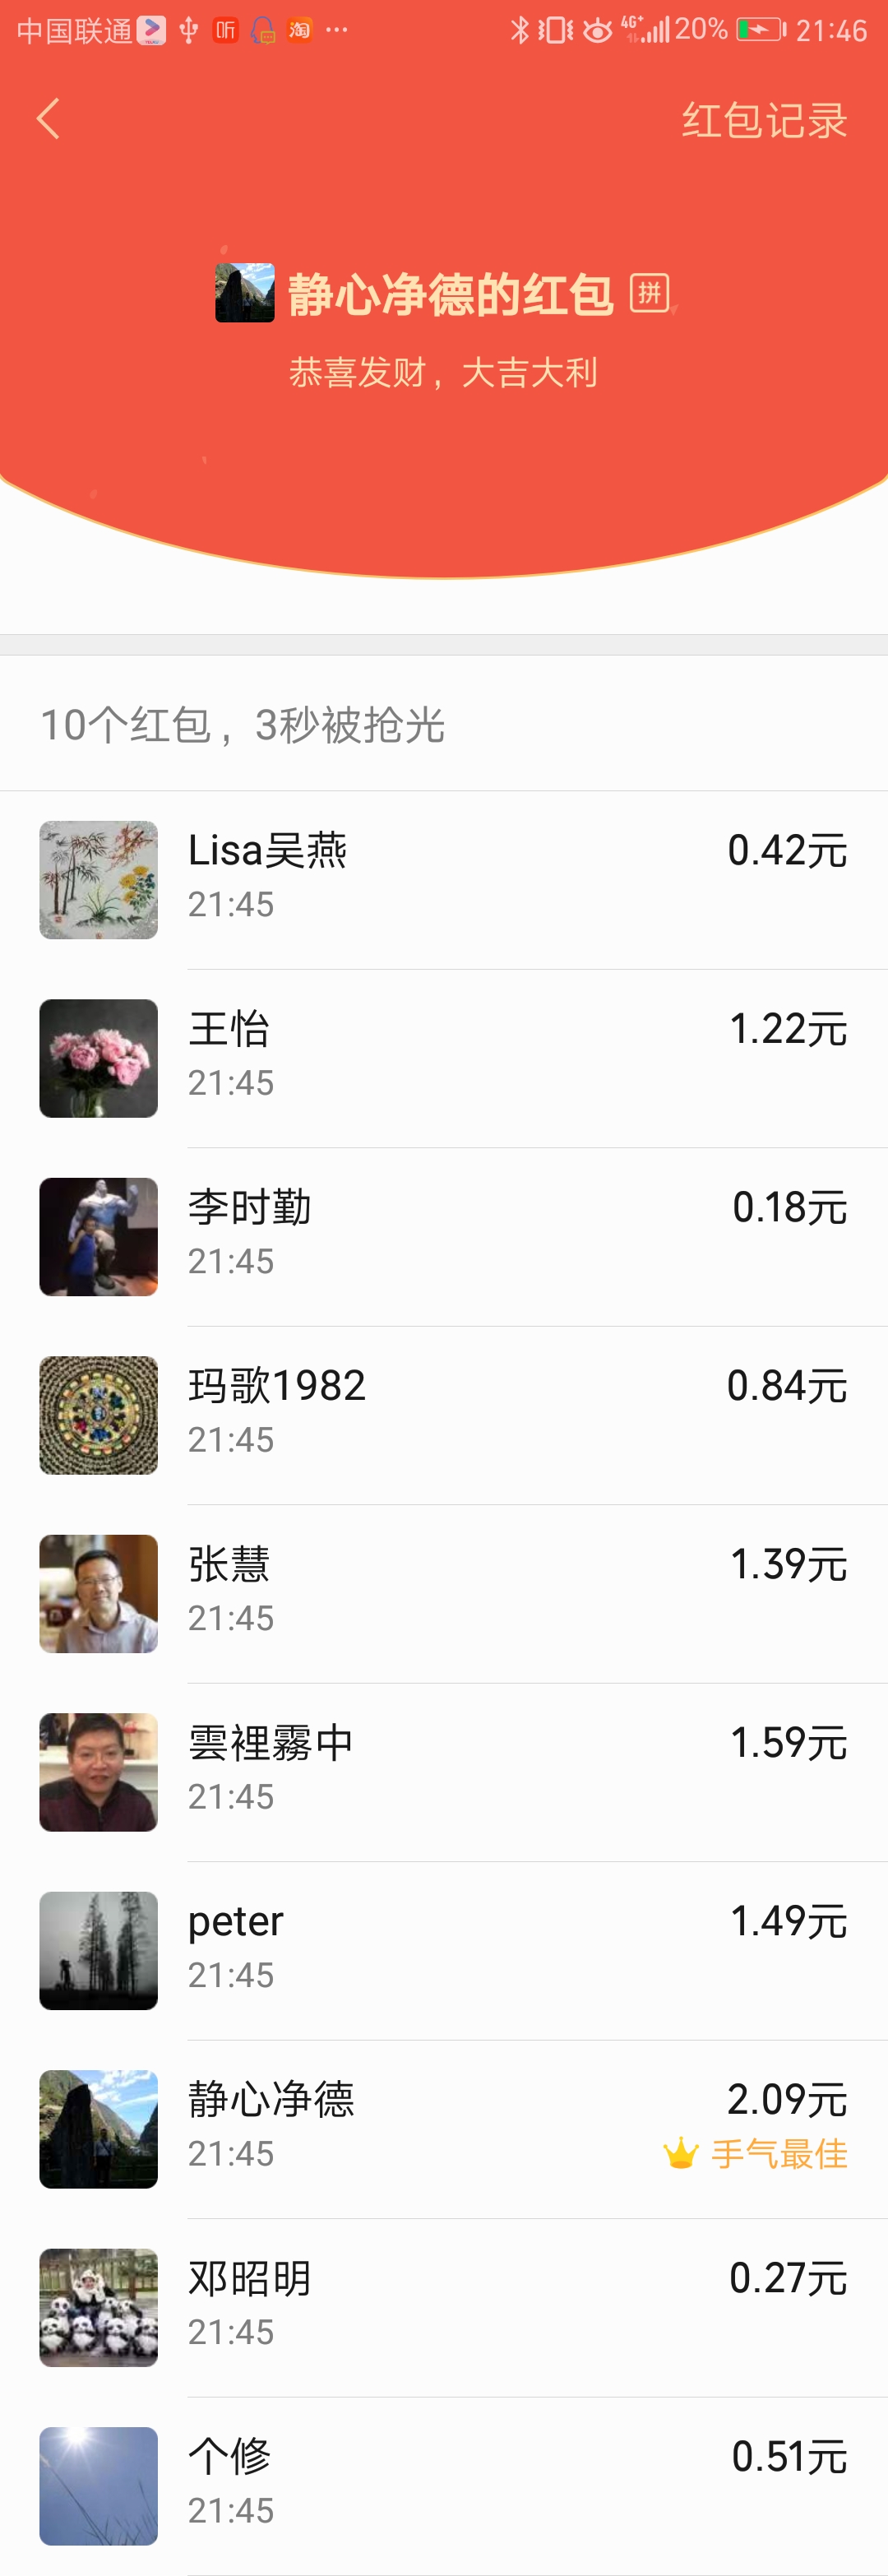 中国联通 听 淘 ··· 4G+ 20% 21:46
红包记录
静心净德的红包 拼
恭喜发财，大吉大利
10个红包，3秒被抢光
Lisa吴燕 0.42元
21:45
王怡 1.22元
21:45
李时勤 0.18元
21:45
玛歌1982 0.84元
21:45
张慧 1.39元
21:45
雲裡霧中 1.59元
21:45
peter 1.49元
21:45
静心净德 2.09元
21:45 手气最佳
邓昭明 0.27元
21:45
个修 0.51元
21:45